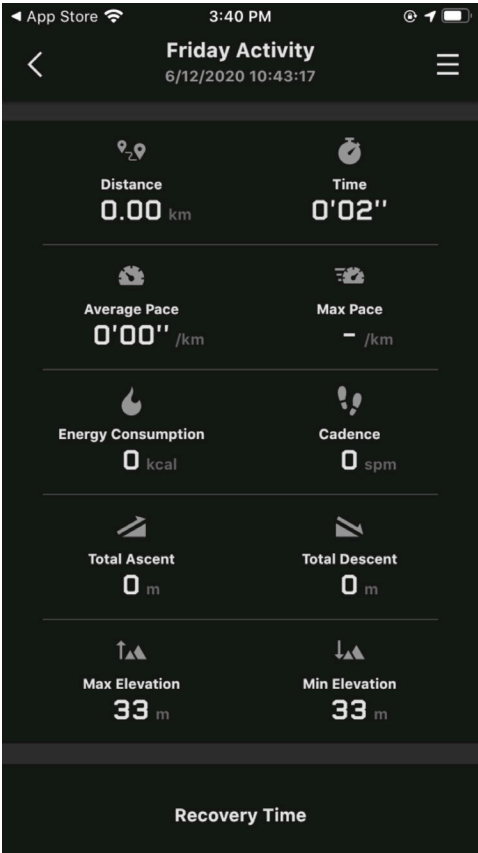 ◀ App Store 3:40 PM
Friday Activity
6/12/2020 10:43:17
Distance Time
0.00 km 0'02''
Average Pace Max Pace
0'00'' /km - /km
Energy Consumption Cadence
0 kcal 0 spm
Total Ascent Total Descent
0 m 0 m
Max Elevation Min Elevation
33 m 33 m
Recovery Time